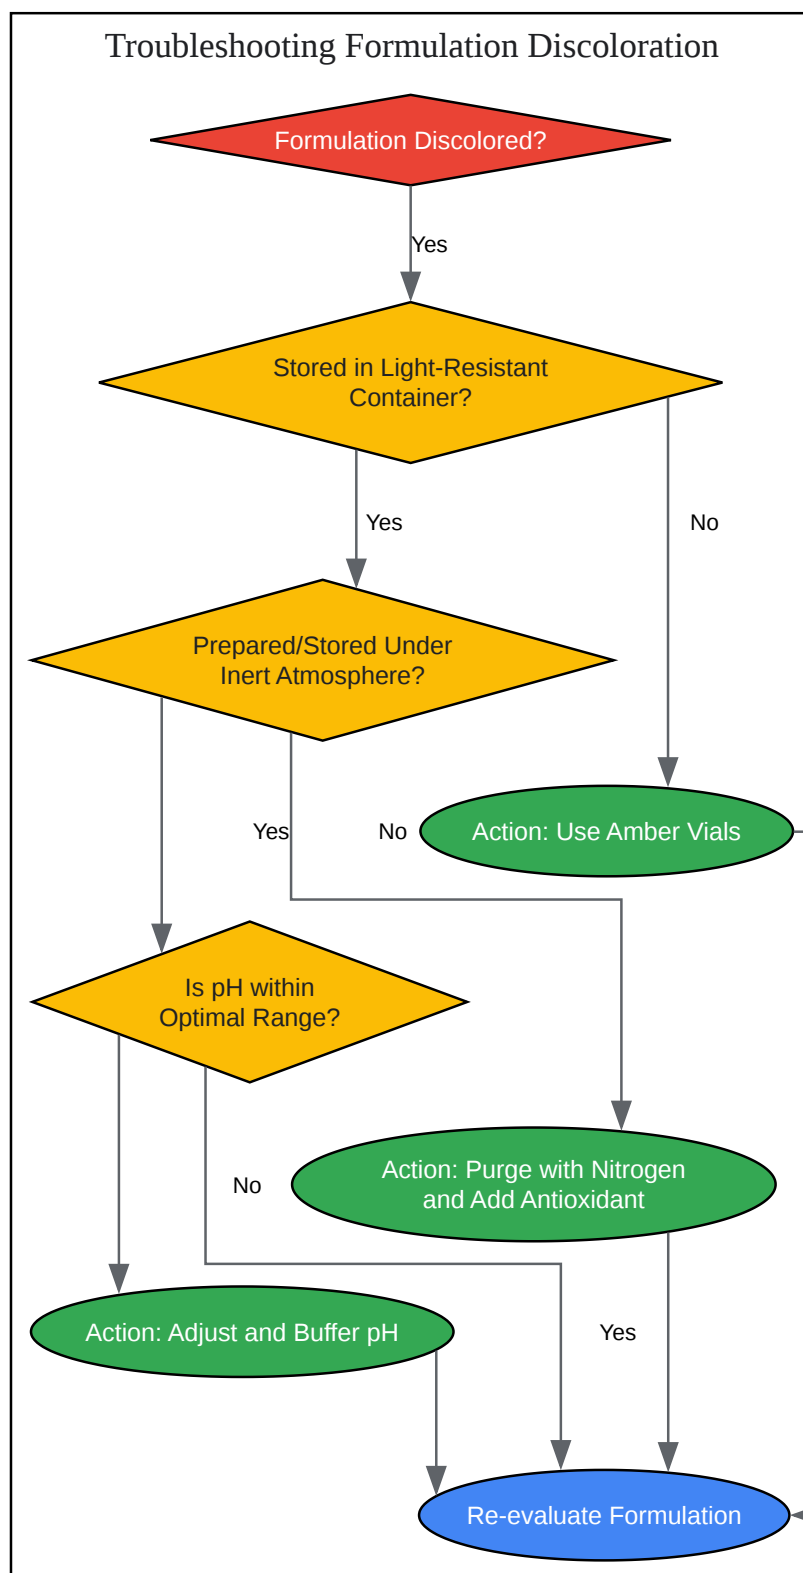 Troubleshooting Formulation Discoloration
Formulation Discolored?
Yes
Stored in Light-Resistant
Container?
Yes
No
Prepared/Stored Under
Inert Atmosphere?
Yes
No
Action: Use Amber Vials
Is pH within
Optimal Range?
Action: Purge with Nitrogen
and Add Antioxidant
No
Action: Adjust and Buffer pH
Yes
Re-evaluate Formulation